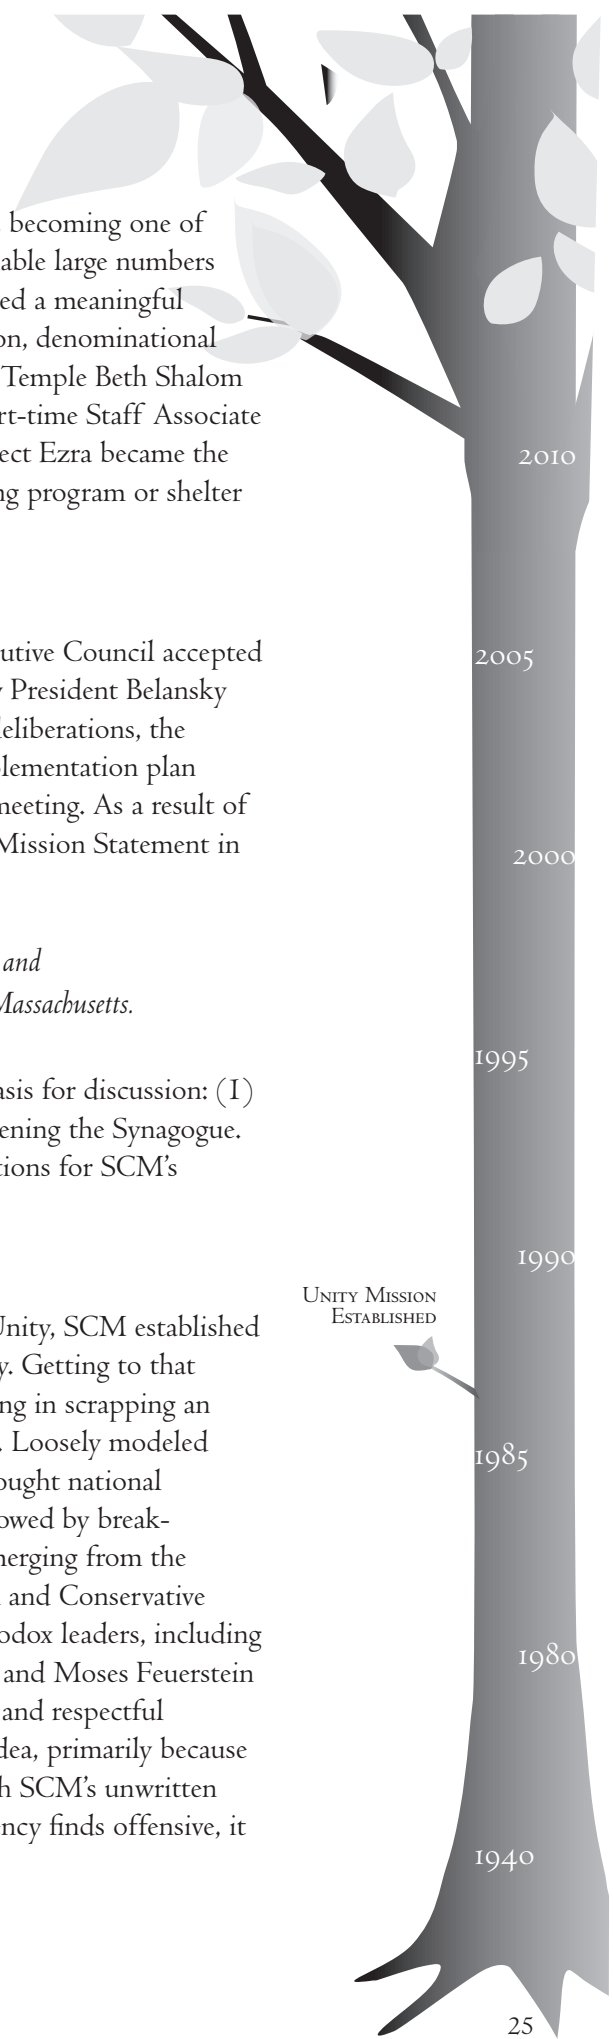 becoming one of
able large numbers
ed a meaningful
on, denominational
Temple Beth Shalom
rt-time Staff Associate
ect Ezra became the
ng program or shelter
utive Council accepted
y President Belansky
deliberations, the
plementation plan
meeting. As a result of
Mission Statement in
and
Massachusetts.
asis for discussion: (1)
ening the Synagogue.
tions for SCM’s
Unity, SCM established
y. Getting to that
ng in scrapping an
. Loosely modeled
ought national
owed by break-
merging from the
and Conservative
odox leaders, including
and Moses Feuerstein
and respectful
dea, primarily because
h SCM’s unwritten
ency finds offensive, it
2010
2005
2000
1995
1990
Unity Mission
Established
1985
1980
1940
25